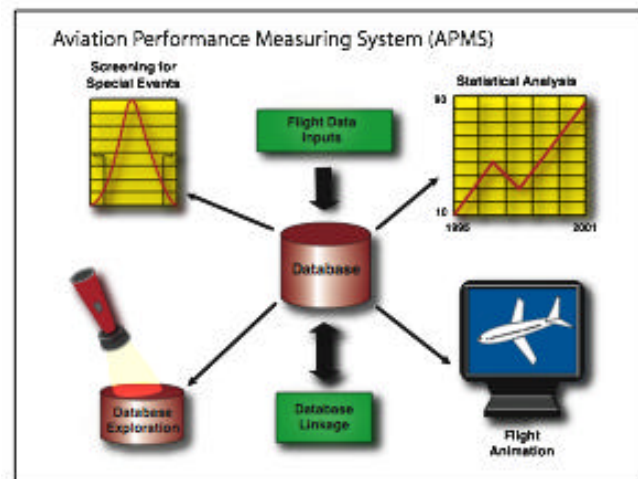 Aviation Performance Measuring System (APMS)
Screening for
Special Events
Flight Data
Inputs
Statistical Analysis
90
10
1995
2001
Database
Database
Exploration
Database
Linkage
Flight
Animation